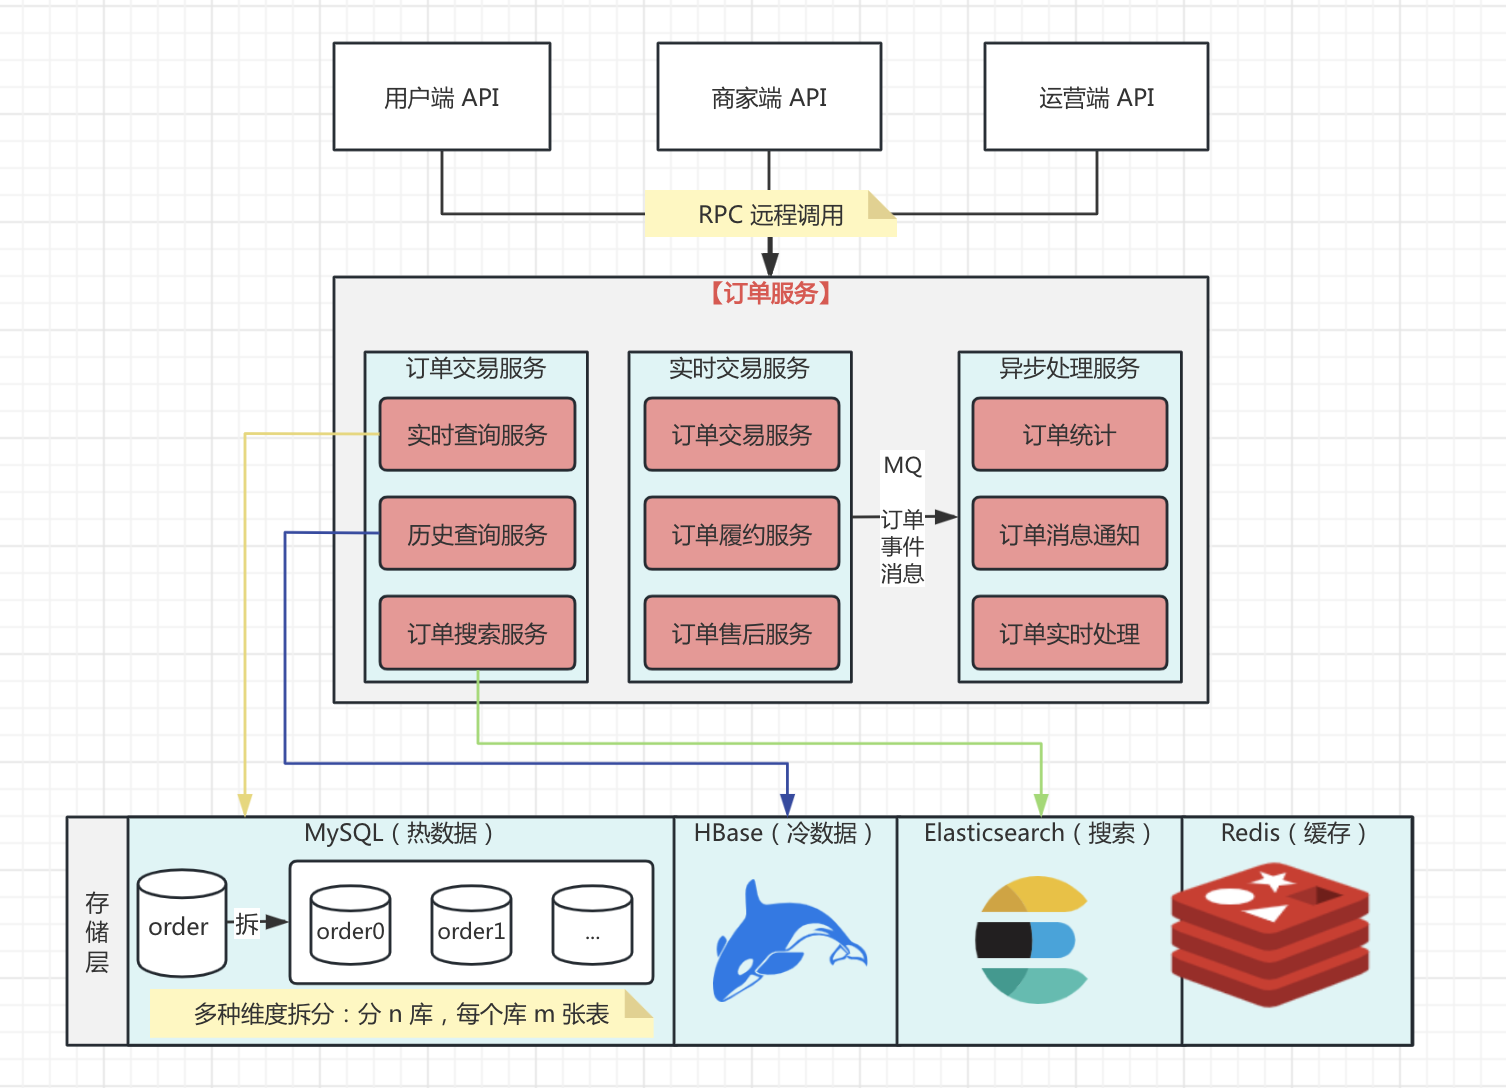 用户端 API
商家端 API
运营端 API
RPC 远程调用
【订单服务】
订单交易服务
实时查询服务
历史查询服务
订单搜索服务
实时交易服务
订单交易服务
订单履约服务
订单售后服务
MQ
订单
事件
消息
异步处理服务
订单统计
订单消息通知
订单实时处理
存
储
层
MySQL（热数据）
order
拆
order0
order1
...
多种维度拆分：分 n 库，每个库 m 张表
HBase（冷数据）
Elasticsearch（搜索）
Redis（缓存）